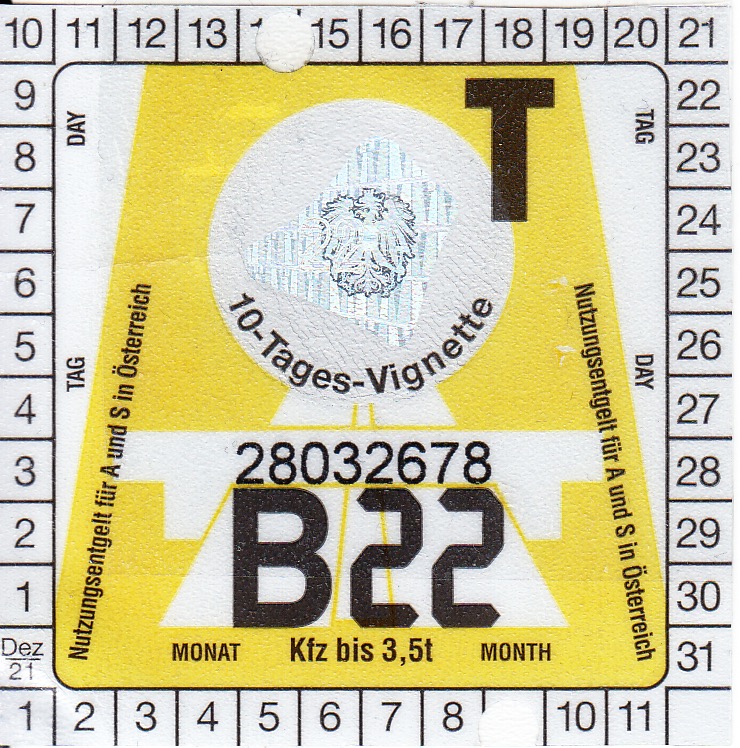 10 11 12 13 15 16 17 18 19 20 21
9 22
8 23
7 24
6 25
5 26
4 27
3 28
2 29
1 30
Dez
21
31
1 2 3 4 5 6 7 8 10 11
T
DAY
TAG
TAG
DAY
10-Tages-Vignette
Nutzungsentgelt für A und S in Österreich
Nutzungsentgelt für A und S in Österreich
28032678
B22
MONAT Kfz bis 3,5t MONTH